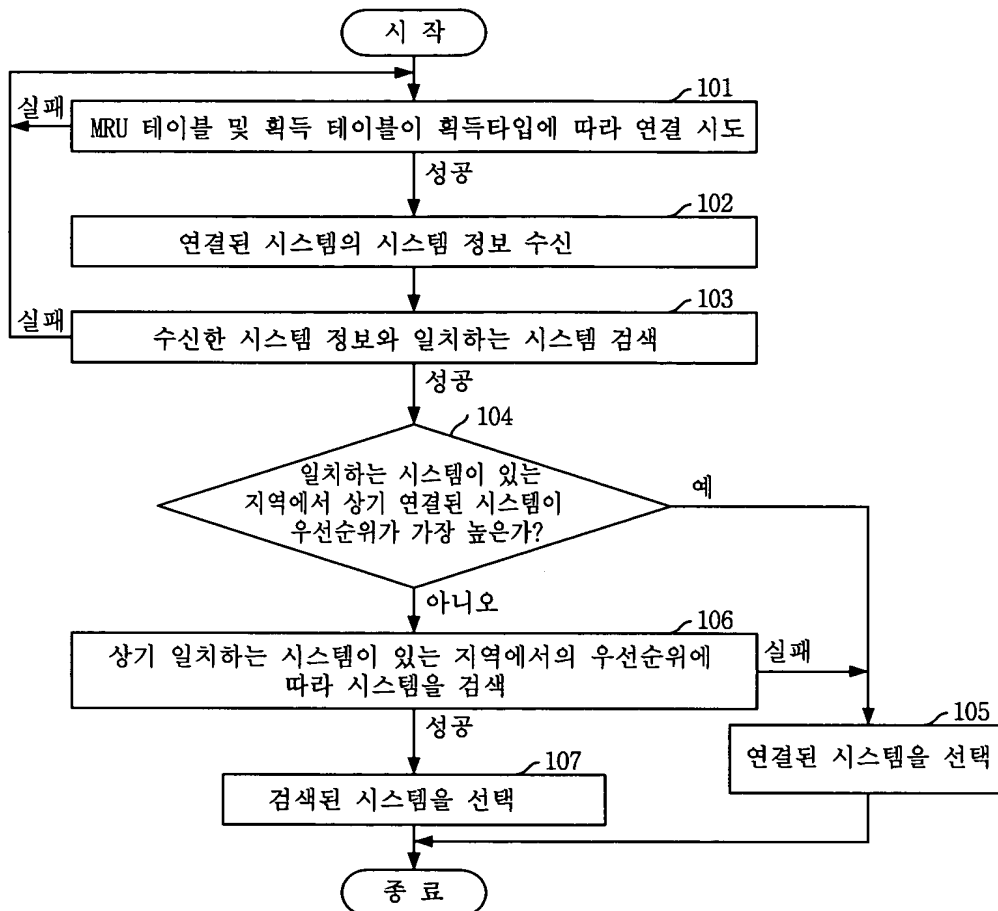 시 작
101
실패
MRU 테이블 및 획득 테이블이 획득타입에 따라 연결 시도
성공
102
연결된 시스템의 시스템 정보 수신
103
실패
수신한 시스템 정보와 일치하는 시스템 검색
성공
104
일치하는 시스템이 있는
지역에서 상기 연결된 시스템이
우선순위가 가장 높은가?
예
아니오
106
상기 일치하는 시스템이 있는 지역에서의 우선순위에
따라 시스템을 검색
실패
성공
105
연결된 시스템을 선택
107
검색된 시스템을 선택
종 료